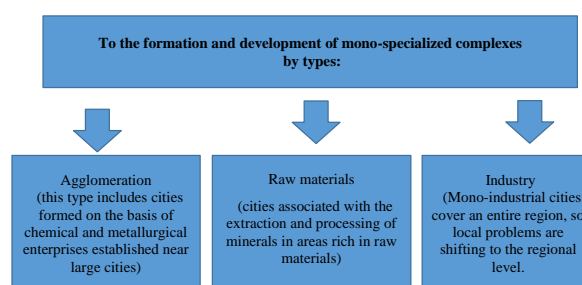 To the formation and development of mono-specialized complexes
by types:
Agglomeration
(this type includes cities
formed on the basis of
chemical and metallurgical
enterprises established near
large cities)
Raw materials
(cities associated with the
extraction and processing of
minerals in areas rich in raw
materials)
Industry
(Mono-industrial cities
cover an entire region, so
local problems are
shifting to the regional
level.